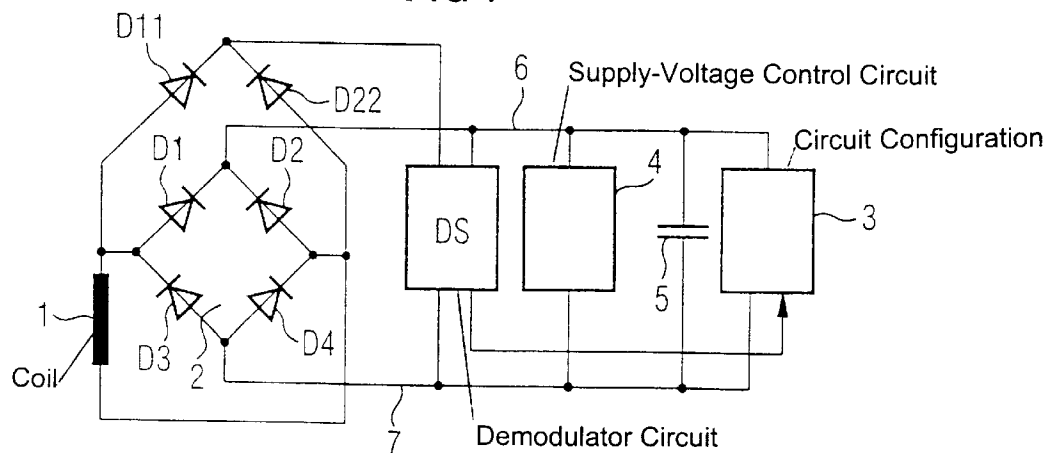 D11
6
Supply-Voltage Control Circuit
D22
Circuit Configuration
D1
D2
4
DS
3
5
1
D3
2
D4
Coil
7
Demodulator Circuit